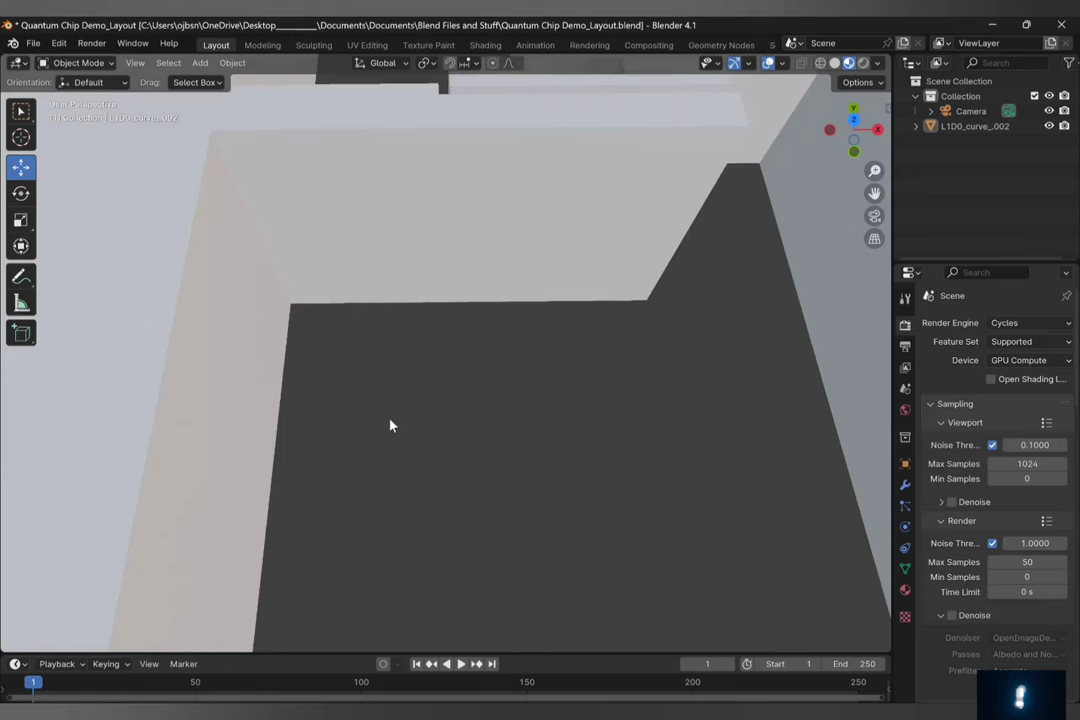 * Quantum Chip Demo_Layout [C:\Users\ojbsn\OneDrive\Desktop_________\Documents\Documents\Blend Files and Stuff\Quantum Chip Demo_Layout.blend] - Blender 4.1
File Edit Render Window Help Layout Modeling Sculpting UV Editing Texture Paint Shading Animation Rendering Compositing Geometry Nodes S Scene ViewLayer
Object Mode View Select Add Object Global Search
Orientation: Default Drag: Select Box Options
User Perspective
(1) Collection | L1D0_curve_.002
Scene Collection
Collection
Camera
L1D0_curve_.002
Y
Z
X
Search
Scene
Render Engine Cycles
Feature Set Supported
Device GPU Compute
Open Shading L...
Sampling
Viewport
Noise Thre... 0.1000
Max Samples 1024
Min Samples 0
Denoise
Render
Noise Thre... 1.0000
Max Samples 50
Min Samples 0
Time Limit 0 s
Denoise
Denoiser OpenImageDe...
Passes Albedo and No...
Prefilter
Playback Keying View Marker 1 Start 1 End 250
1 50 100 150 200 250